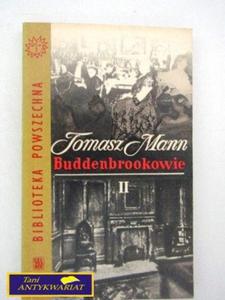 BIBLIOTEKA POWSZECHNA
Tomasz Mann
Buddenbrookowie
II
Tani
ANTYKWARIAT